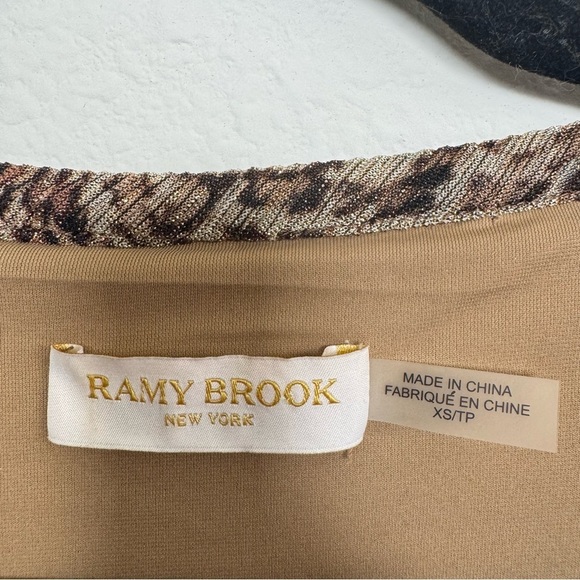 RAMY BROOK
NEW YORK
MADE IN CHINA
FABRIQUÉ EN CHINE
XS/TP